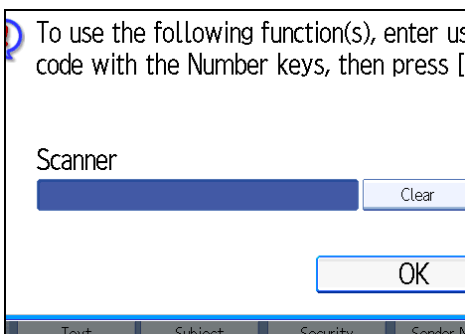 To use the following function(s), enter us
code with the Number keys, then press [
Scanner
Clear
OK
Text Subject Security Sender N